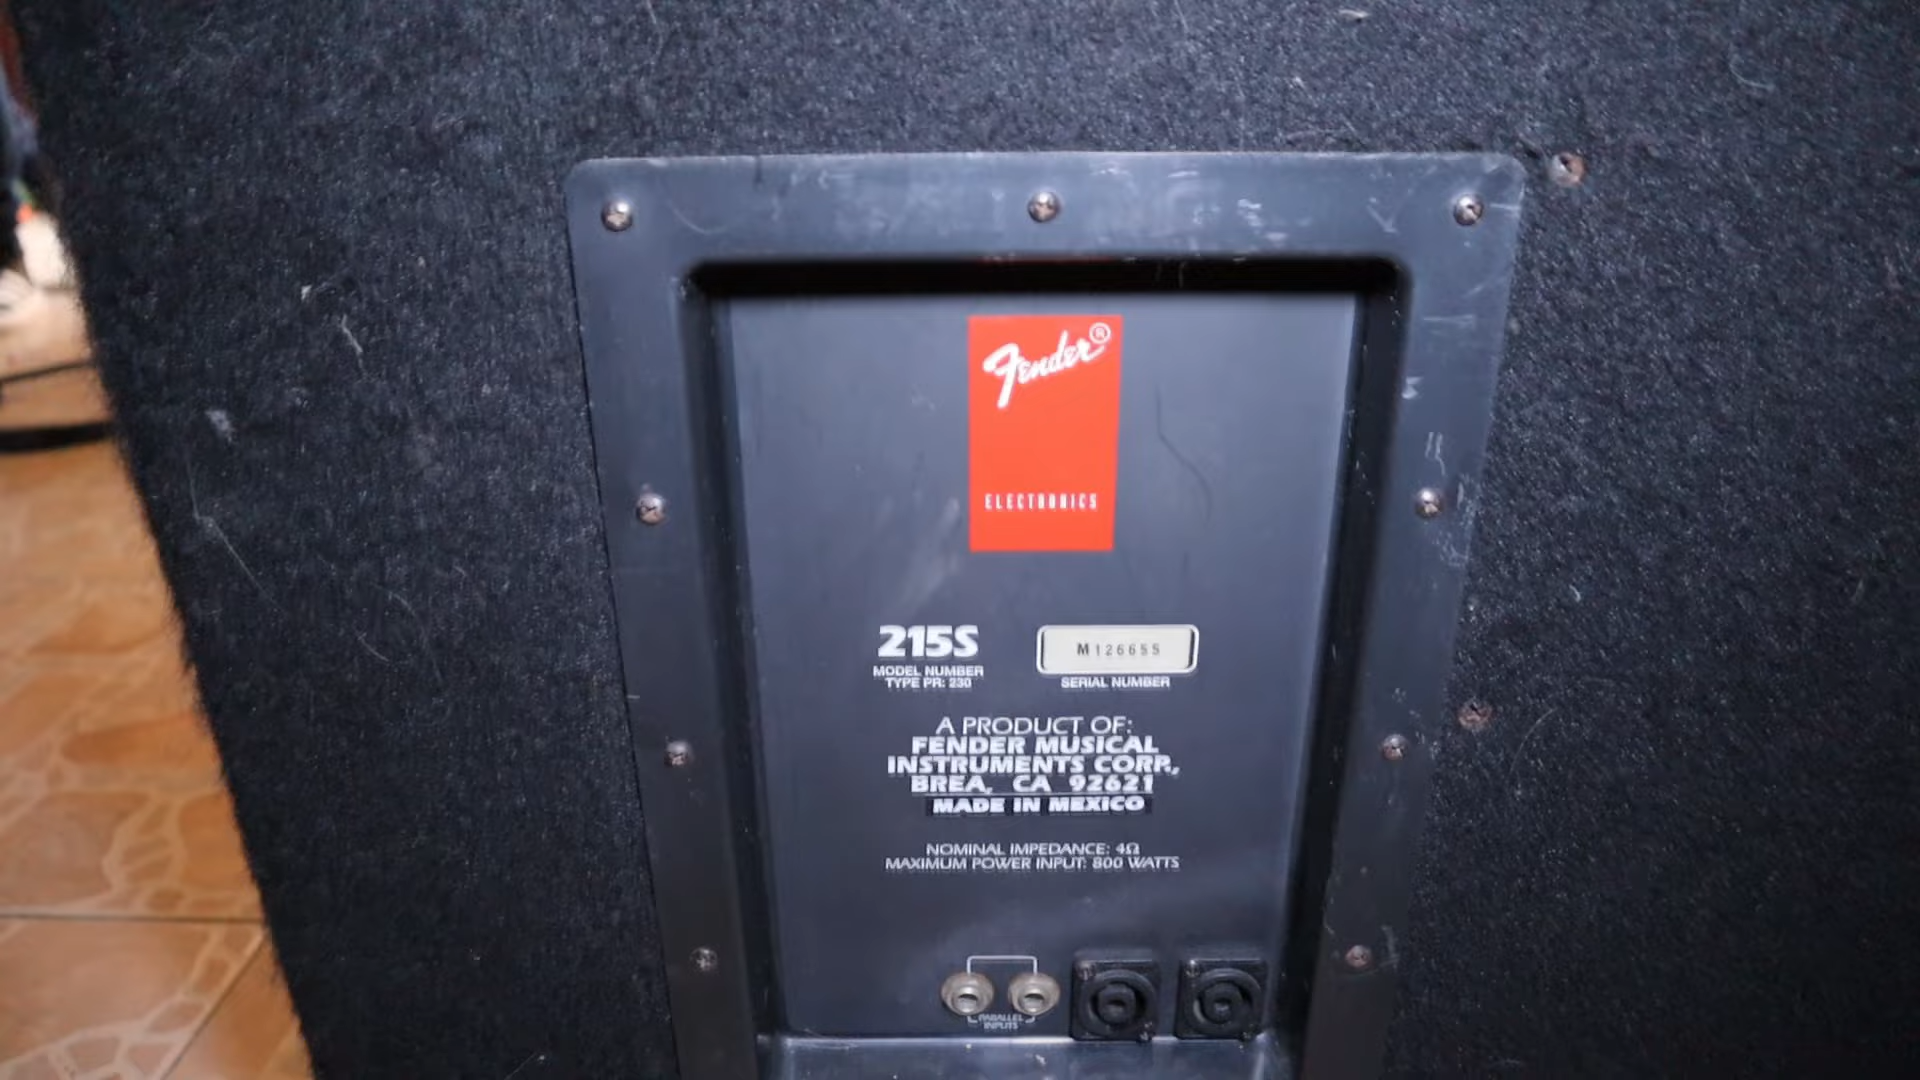 Fender®
ELECTRONICS
215S
MODEL NUMBER
TYPE PR: 230
M126655
SERIAL NUMBER
A PRODUCT OF:
FENDER MUSICAL
INSTRUMENTS CORP.,
BREA, CA 92621
MADE IN MEXICO
NOMINAL IMPEDANCE: 4Ω
MAXIMUM POWER INPUT: 800 WATTS
PARALLEL
INPUTS